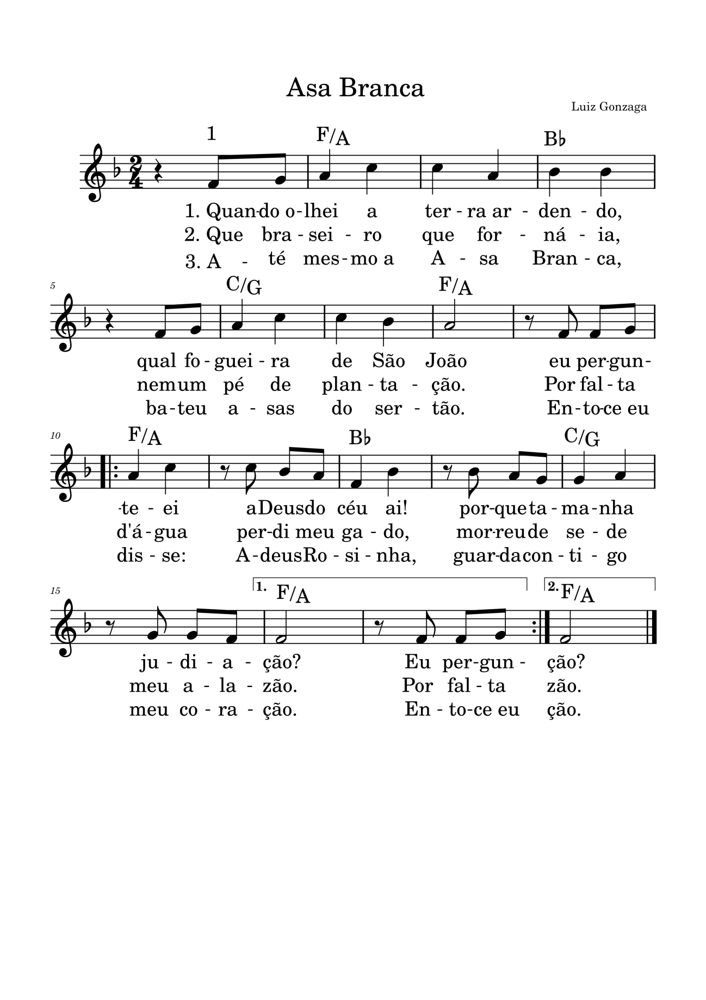 Asa Branca
Luiz Gonzaga
1 F/A B♭
2
4
1. Quan-do o-lhei a ter-ra ar-den-do,
2. Que bra-sei-ro que for-ná-ia,
3. A-té mes-mo a A-sa Bran-ca,
5
C/G F/A
qual fo-guei-ra de São João eu per-gun-
nem um pé de plan-ta-ção. Por fal-ta
ba-teu a-sas do ser-tão. En-to-ce eu
10
F/A B♭ C/G
-te-ei a Deus do céu ai! por-que ta-ma-nha
d'á-gua per-di meu ga-do, mor-reu de se-de
dis-se: A-deus Ro-si-nha, guar-da con-ti-go
15
1. 2.
F/A F/A
ju-di-a-ção? Eu per-gun-ção?
meu a-la-zão. Por fal-ta zão.
meu co-ra-ção. En-to-ce eu ção.